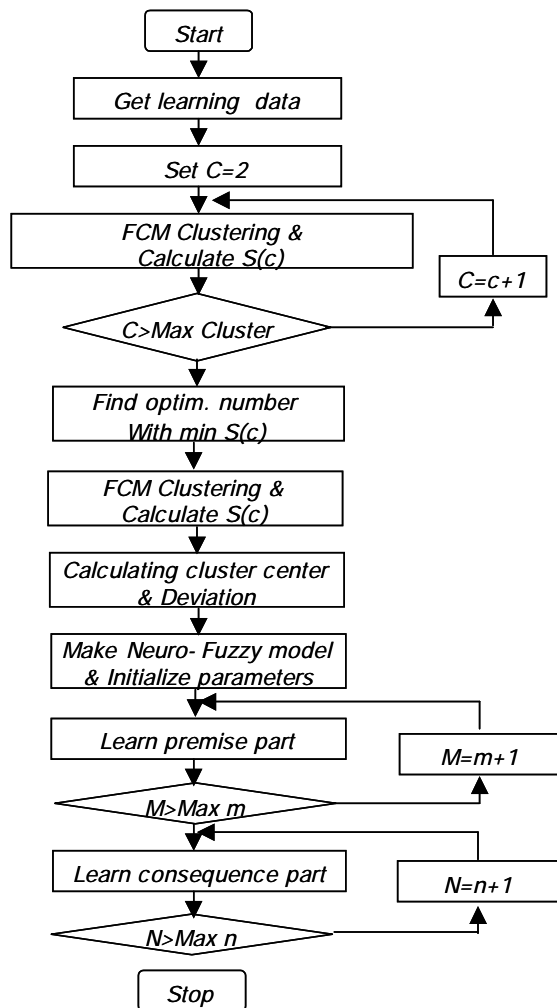 Start
Get learning data
Set C=2
FCM Clustering &
Calculate S(c)
C=c+1
C>Max Cluster
Find optim. number
With min S(c)
FCM Clustering &
Calculate S(c)
Calculating cluster center
& Deviation
Make Neuro- Fuzzy model
& Initialize parameters
Learn premise part
M=m+1
M>Max m
Learn consequence part
N=n+1
N>Max n
Stop